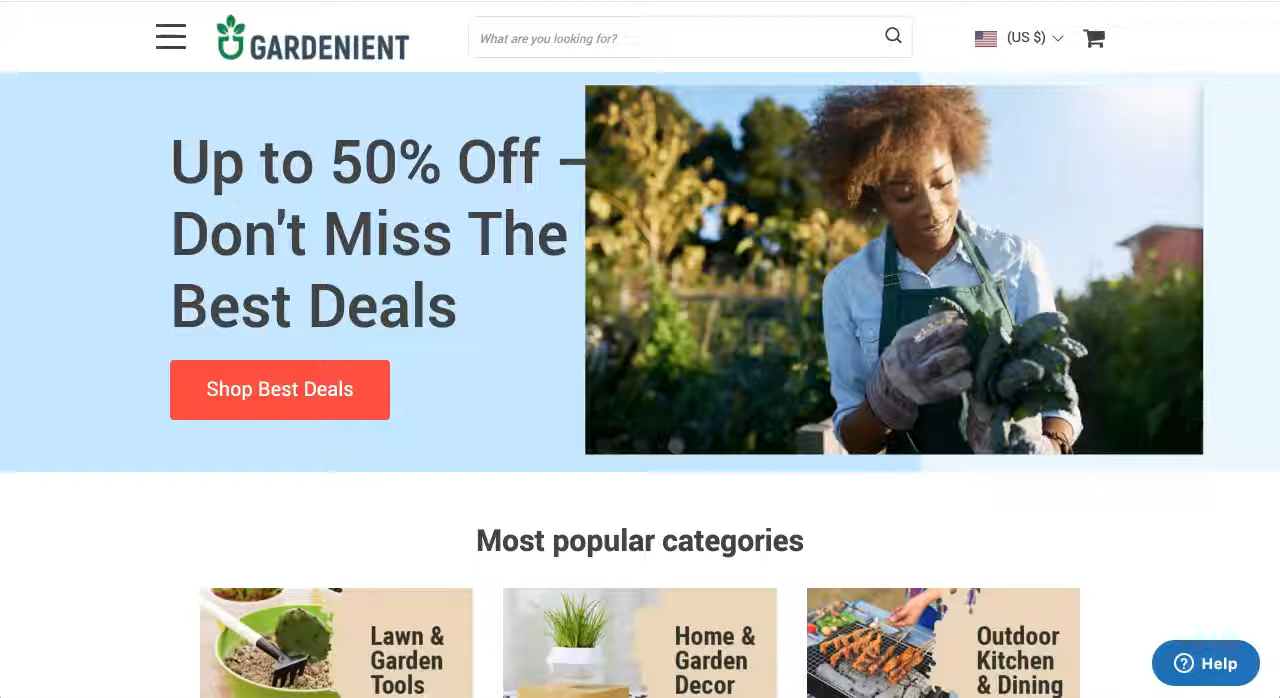 GARDENIENT
What are you looking for?
(US $)
Up to 50% Off –
Don't Miss The
Best Deals
Shop Best Deals
Most popular categories
Lawn &
Garden
Tools
Home &
Garden
Decor
Outdoor
Kitchen
& Dining
Help